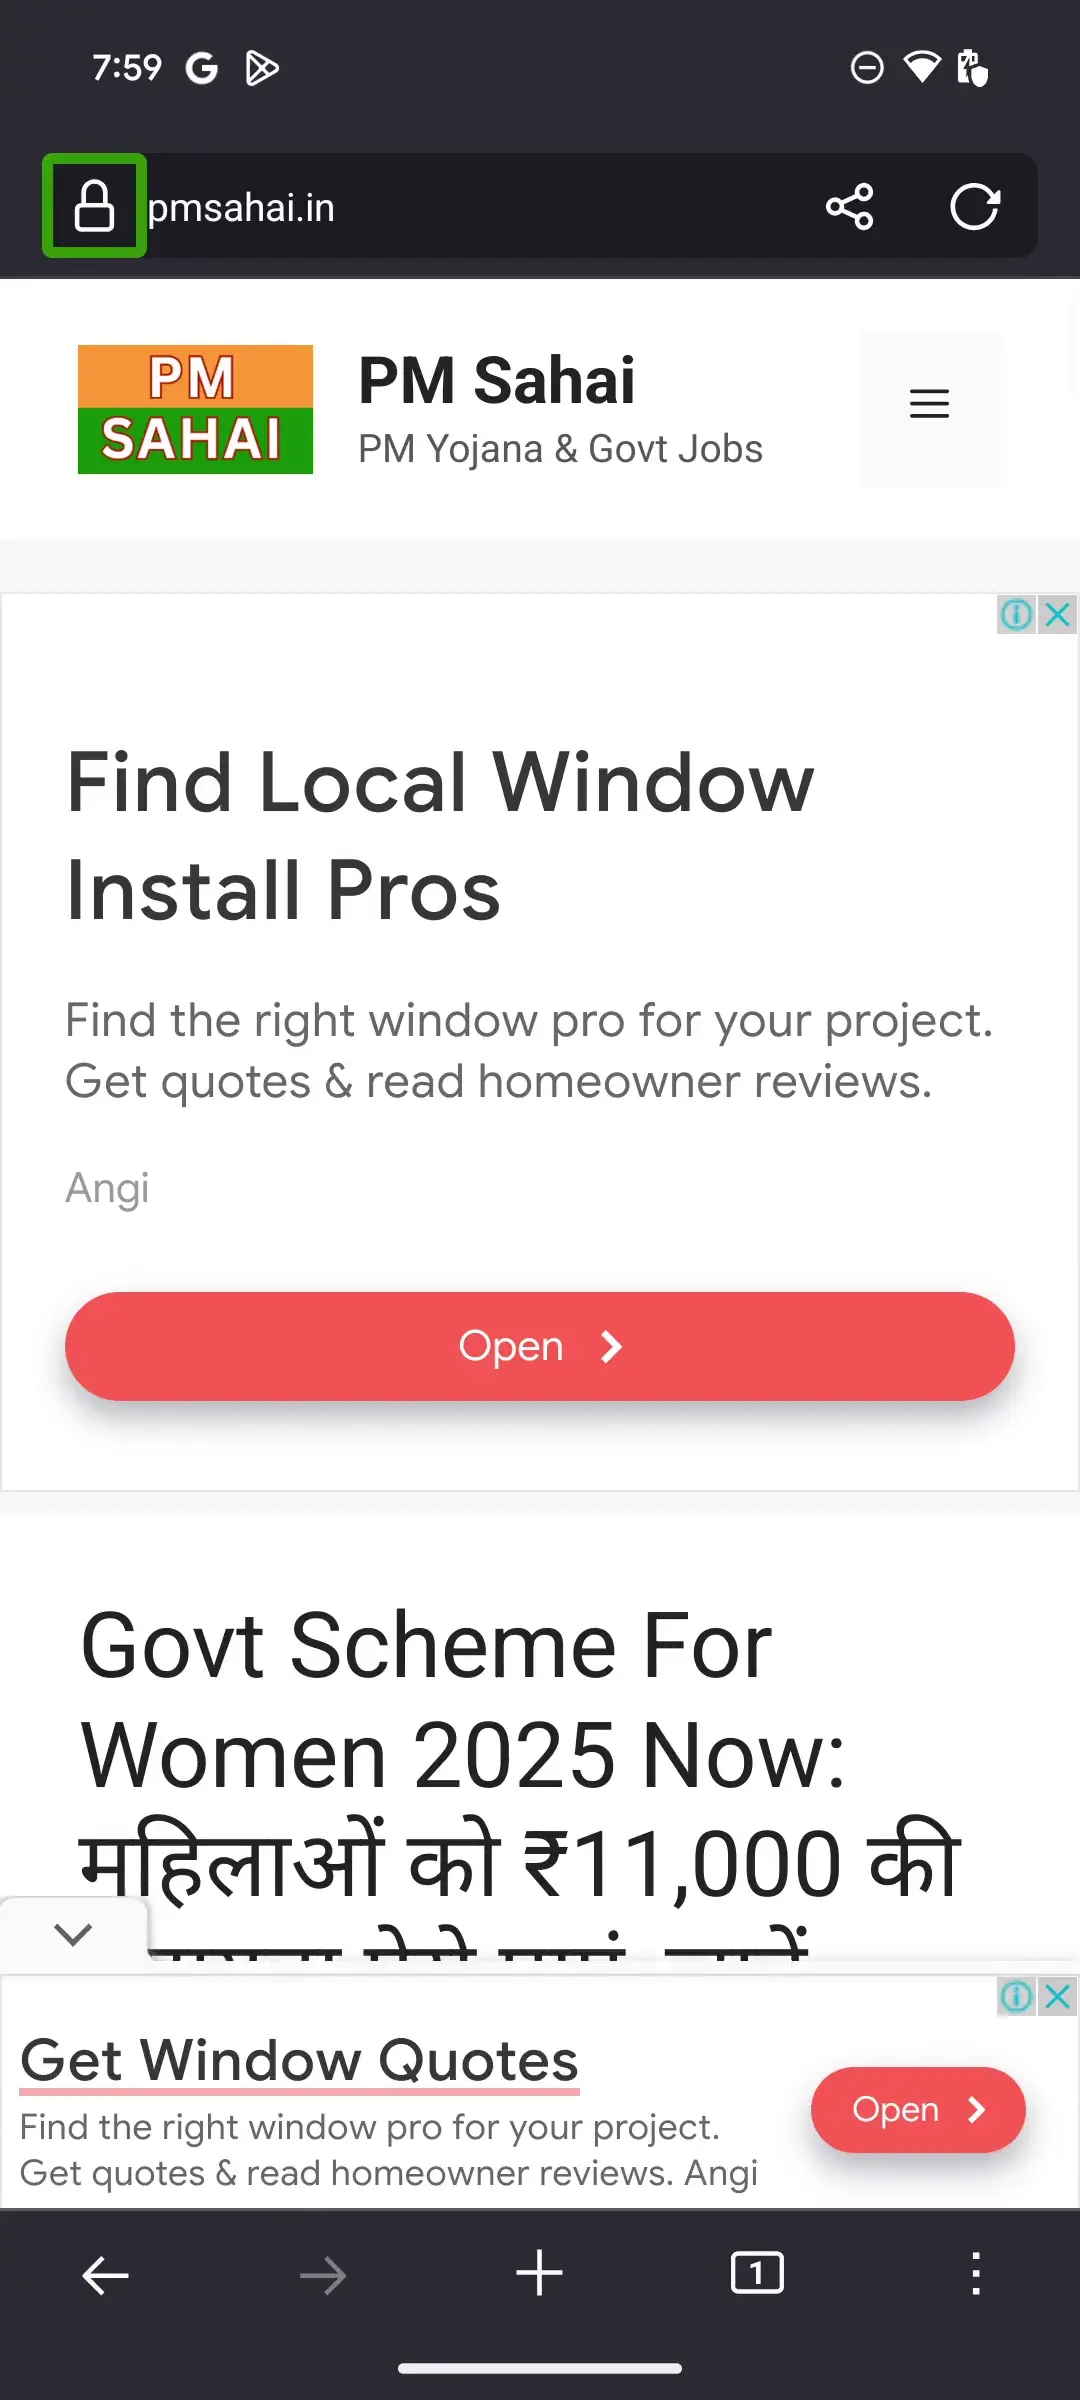 7:59
pmsahai.in
PM
SAHAI
PM Sahai
PM Yojana & Govt Jobs
Find Local Window
Install Pros
Find the right window pro for your project.
Get quotes & read homeowner reviews.
Angi
Open
Govt Scheme For
Women 2025 Now:
महिलाओं को ₹11,000 की
Get Window Quotes
Find the right window pro for your project.
Get quotes & read homeowner reviews. Angi
Open
1